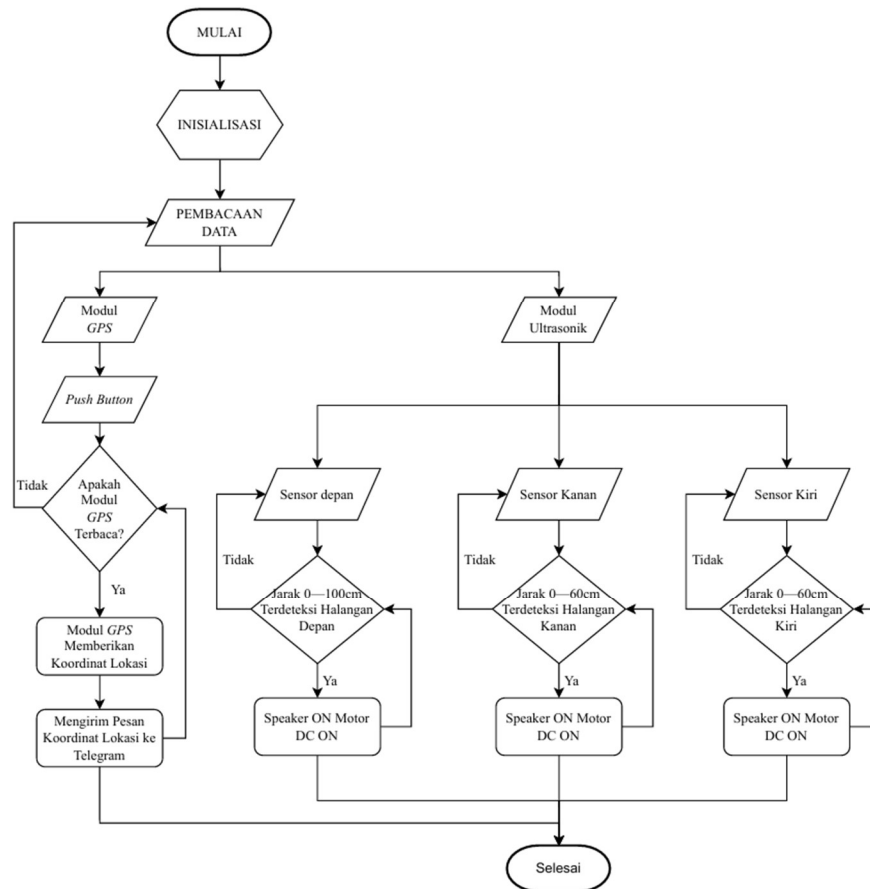 MULAI
INISIALISASI
PEMBACAAN
DATA
Modul
GPS
Modul
Ultrasonik
Push Button
Tidak
Apakah
Modul
GPS
Terbaca?
Ya
Modul GPS
Memberikan
Koordinat Lokasi
Mengirim Pesan
Koordinat Lokasi ke
Telegram
Sensor depan
Tidak
Jarak 0—100cm
Terdeteksi Halangan
Depan
Ya
Speaker ON Motor
DC ON
Sensor Kanan
Tidak
Jarak 0—60cm
Terdeteksi Halangan
Kanan
Ya
Speaker ON Motor
DC ON
Sensor Kiri
Tidak
Jarak 0—60cm
Terdeteksi Halangan
Kiri
Ya
Speaker ON Motor
DC ON
Selesai